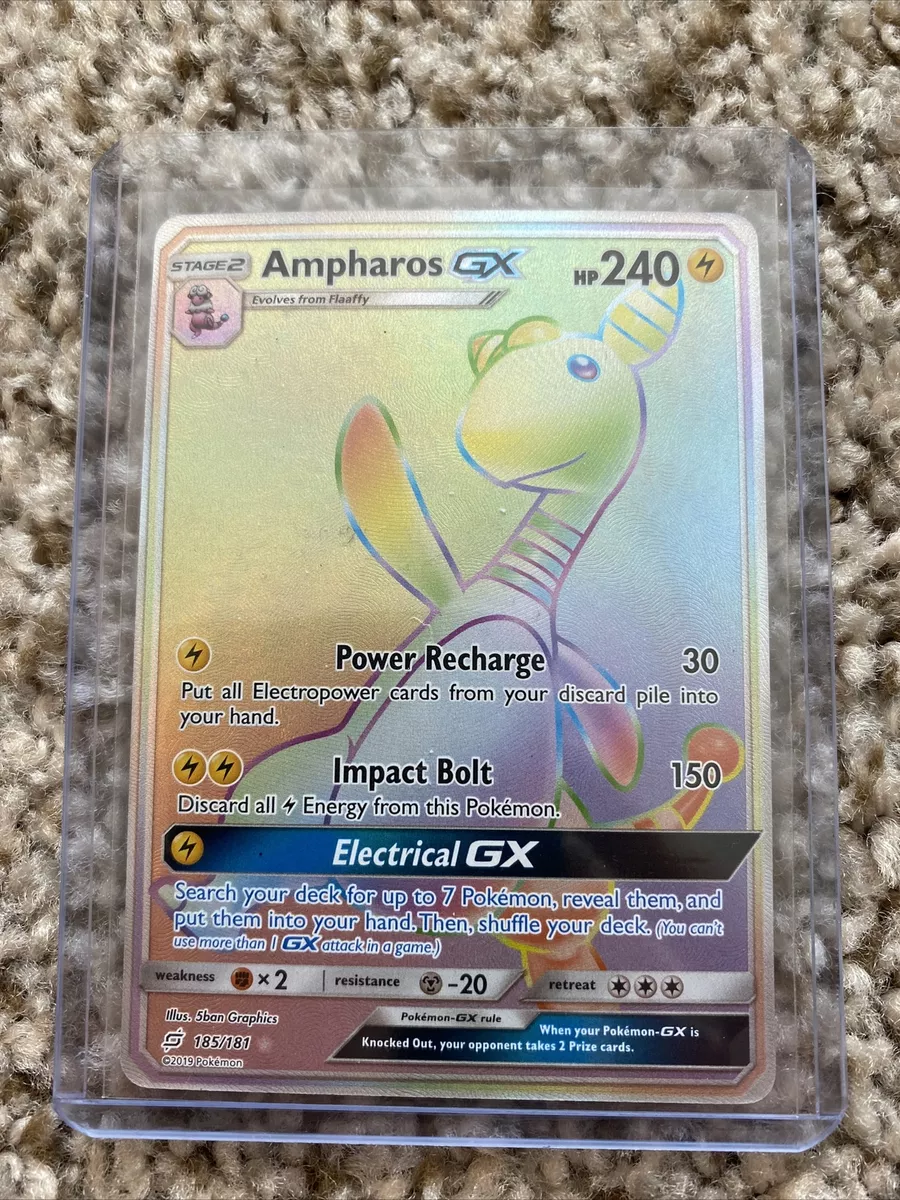 STAGE2 Ampharos GX HP240
Evolves from Flaaffy
Power Recharge 30
Put all Electropower cards from your discard pile into
your hand.
Impact Bolt 150
Discard all Energy from this Pokémon.
Electrical GX
Search your deck for up to 7 Pokémon, reveal them, and
put them into your hand. Then, shuffle your deck. (You can't
use more than 1 GX attack in a game.)
weakness ×2 resistance -20 retreat
Illus. 5ban Graphics
185/181
©2019 Pokémon
Pokémon-GX rule
When your Pokémon-GX is
Knocked Out, your opponent takes 2 Prize cards.